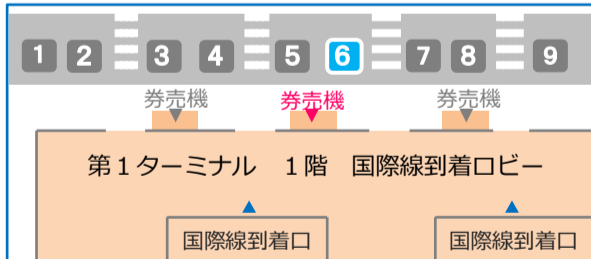 1 2 3 4 5 6 7 8 9
券売機 券売機 券売機
第１ターミナル　１階　国際線到着ロビー
国際線到着口 国際線到着口